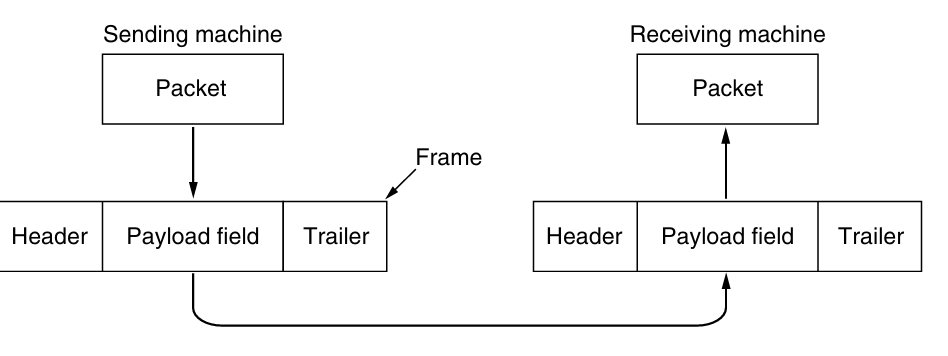 Sending machine
Receiving machine
Packet
Packet
Frame
Header
Payload field
Trailer
Header
Payload field
Trailer